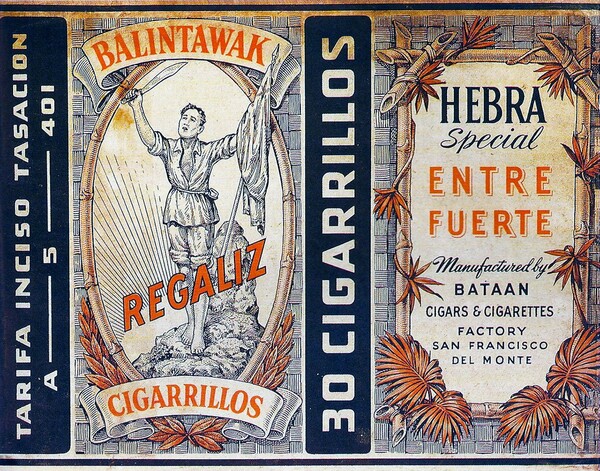 TARIFA INCISO TASACION
A — 5 — 401
BALINTAWAK
REGALIZ
CIGARRILLOS
30 CIGARRILLOS
HEBRA
Special
ENTRE
FUERTE
Manufactured by
BATAAN
CIGARS & CIGARETTES
FACTORY
SAN FRANCISCO
DEL MONTE